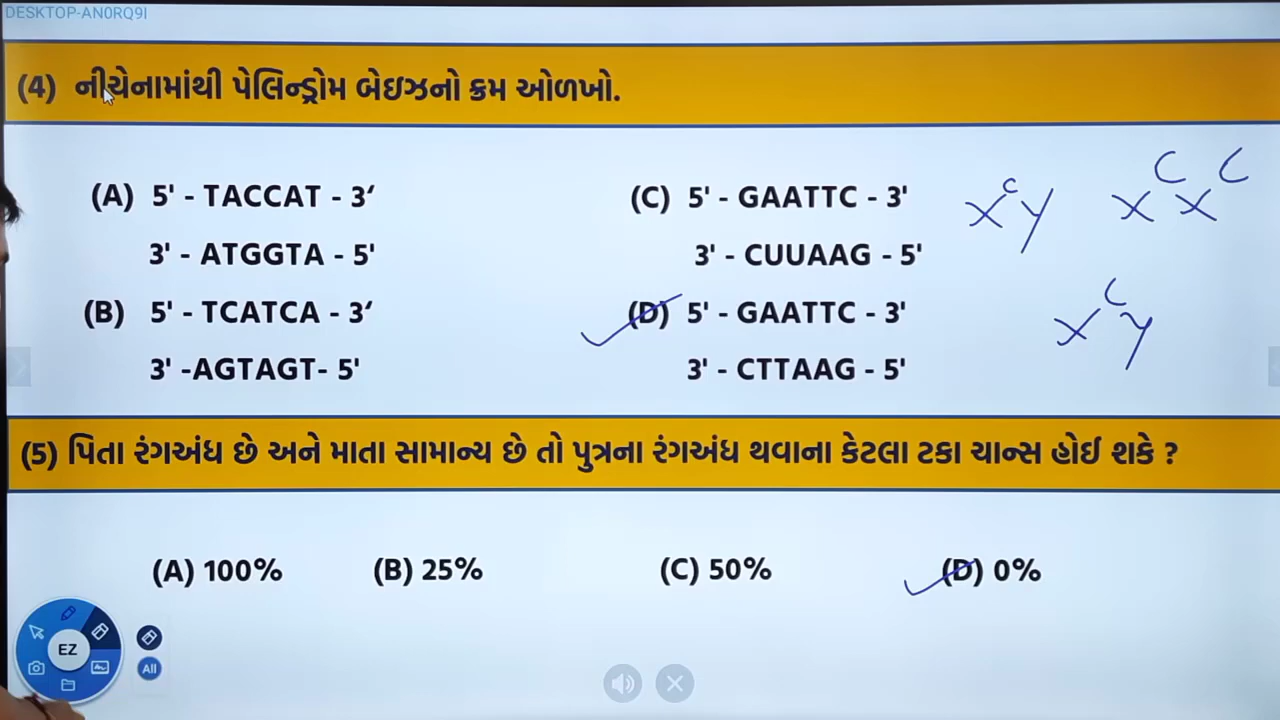 DESKTOP-AN0RQ9I
(4) નીચેનામાંથી પેલિન્ડ્રોમ બેઇઝનો ક્રમ ઓળખો.
(A) 5' - TACCAT - 3‘
3' - ATGGTA - 5'
(B) 5' - TCATCA - 3‘
3' -AGTAGT- 5'
(C) 5' - GAATTC - 3'
3' - CUUAAG - 5'
(D) 5' - GAATTC - 3'
3' - CTTAAG - 5'
X^c y X^C X^C
X^c y
(5) પિતા રંગઅંધ છે અને માતા સામાન્ય છે તો પુત્રના રંગઅંધ થવાના કેટલા ટકા ચાન્સ હોઈ શકે ?
(A) 100% (B) 25% (C) 50% (D) 0%
EZ
All